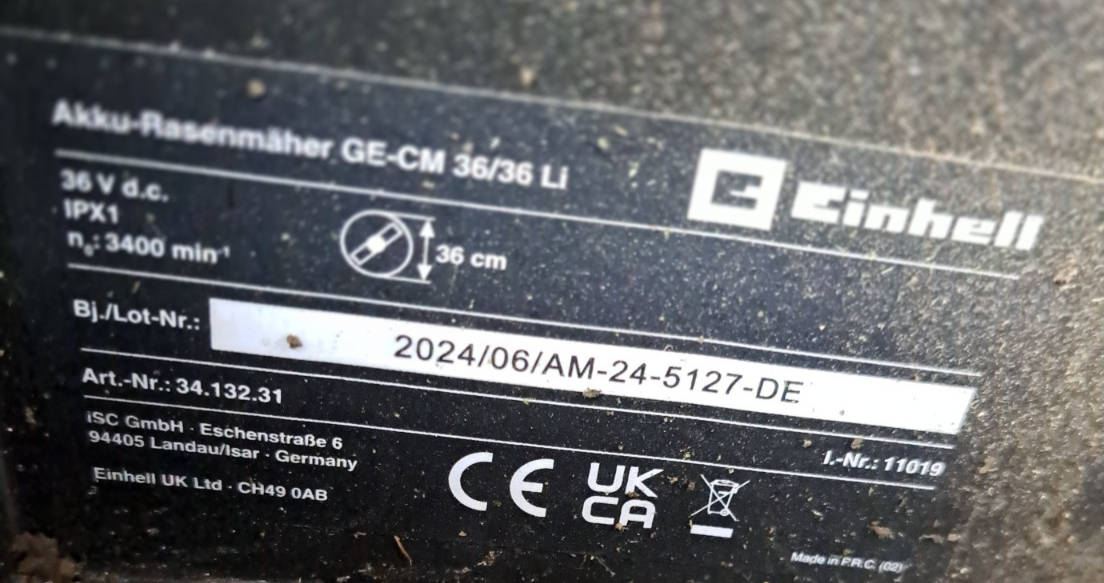 Akku-Rasenmäher GE-CM 36/36 Li
Einhell
36 V d.c.
IPX1
n₀: 3400 min⁻¹
36 cm
Bj./Lot-Nr.:
2024/06/AM-24-5127-DE
Art.-Nr.: 34.132.31
I.-Nr.: 11019
iSC GmbH · Eschenstraße 6
94405 Landau/Isar · Germany
Einhell UK Ltd · CH49 0AB
CE
UK
CA
Made in P.R.C. (02)